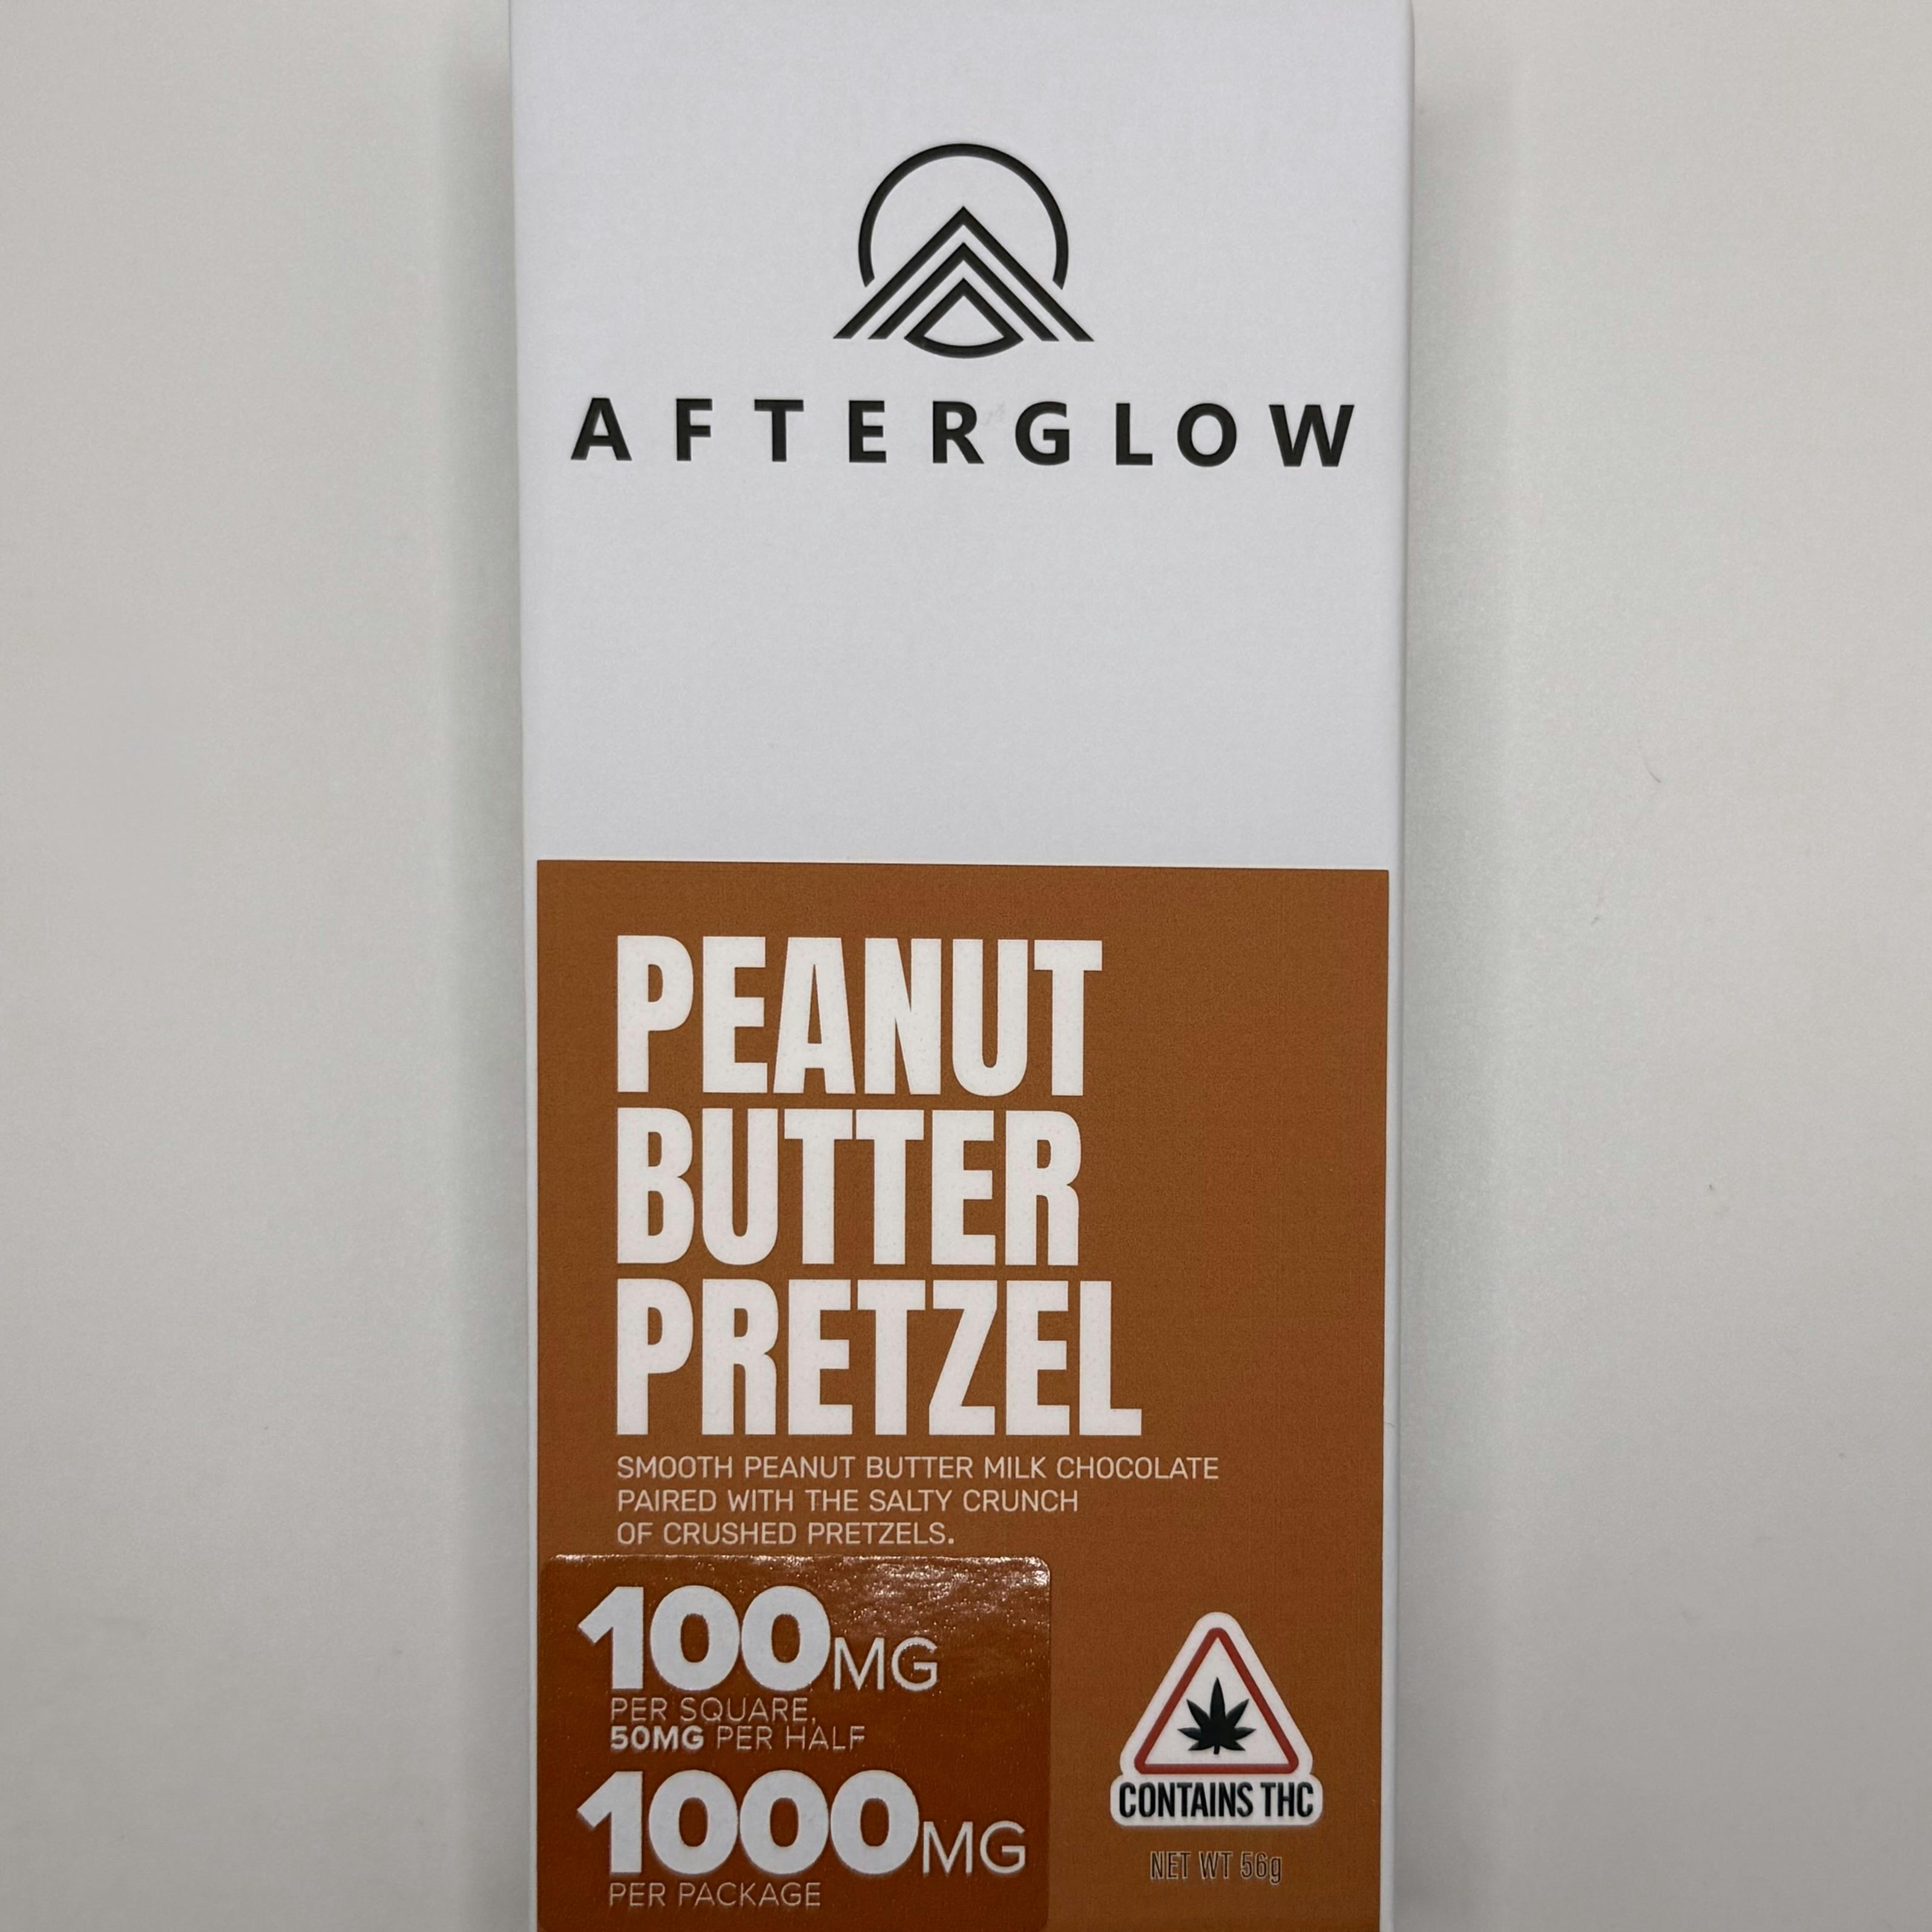 AFTERGLOW
PEANUT
BUTTER
PRETZEL
SMOOTH PEANUT BUTTER MILK CHOCOLATE
PAIRED WITH THE SALTY CRUNCH
OF CRUSHED PRETZELS.
100MG
PER SQUARE,
50MG PER HALF
1000MG
PER PACKAGE
CONTAINS THC
NET WT 56g